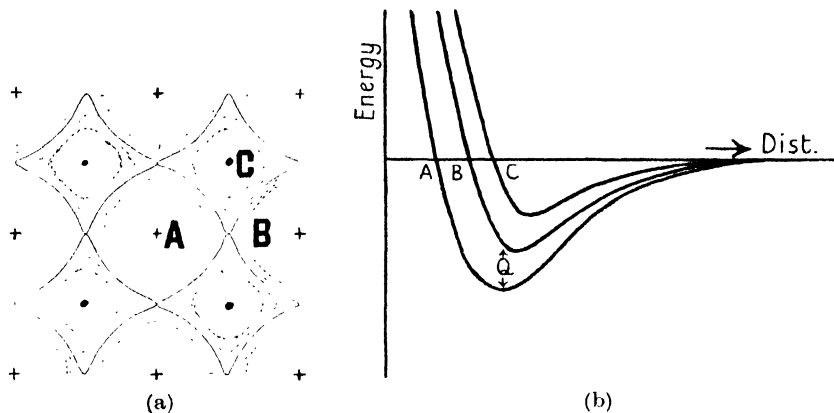 C
A B
(a)
Energy
Dist.
A B C
Q
(b)